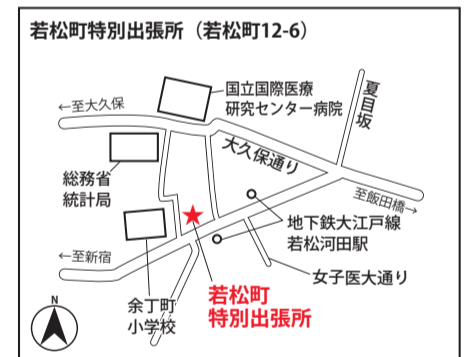 若松町特別出張所（若松町12-6）
国立国際医療
研究センター病院
夏目坂
←至大久保
大久保通り
総務省
統計局
至飯田橋→
地下鉄大江戸線
若松河田駅
←至新宿
女子医大通り
余丁町
小学校
若松町
特別出張所
N